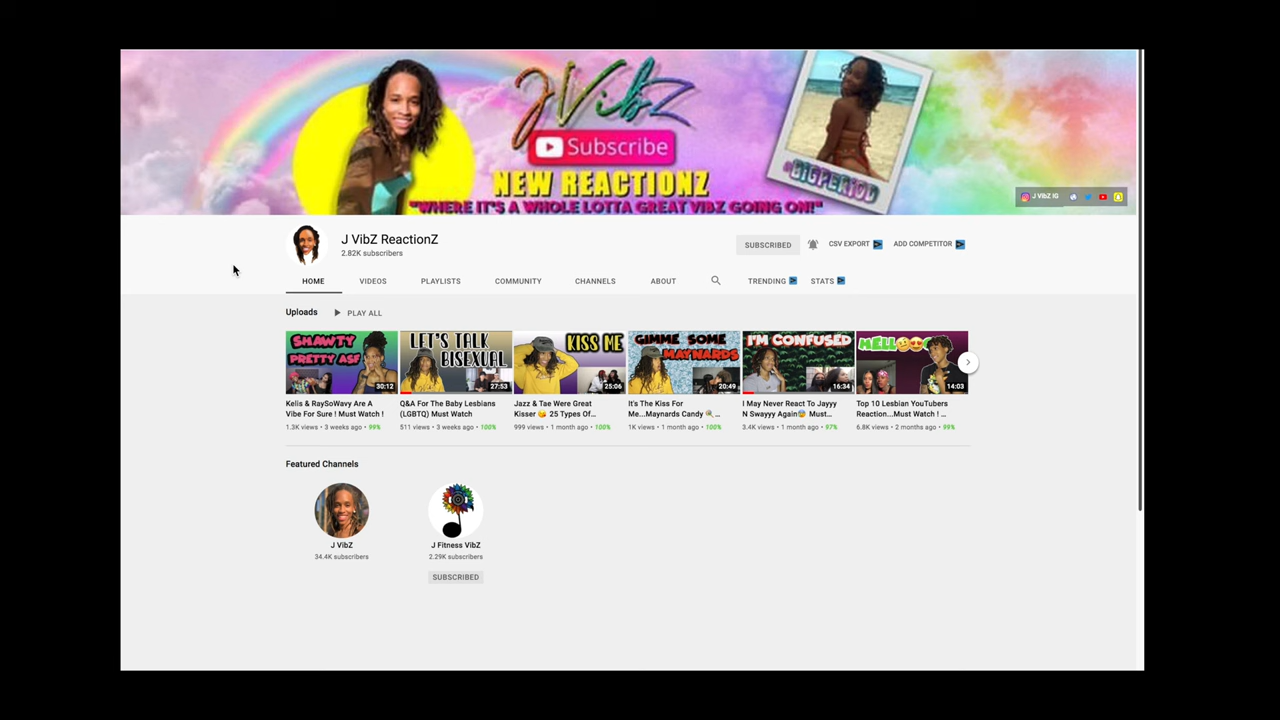 JVibZ
Subscribe
NEW REACTIONZ
"WHERE IT'S A WHOLE LOTTA GREAT VIBZ GOING ON!"
#BIGPERIOD
J VibZ IG
J VibZ ReactionZ
2.82K subscribers
SUBSCRIBED
CSV EXPORT
ADD COMPETITOR
HOME VIDEOS PLAYLISTS COMMUNITY CHANNELS ABOUT TRENDING STATS
Uploads PLAY ALL
SHAWTY
PRETTY ASF
30:12
LET'S TALK
BISEXUAL
27:53
KISS ME
25:06
GIMME SOME
MAYNARDS
20:49
I'M CONFUSED
16:34
HELLO
14:03
Kelis & RaySoWavy Are A
Vibe For Sure ! Must Watch !
1.3K views • 3 weeks ago • 99%
Q&A For The Baby Lesbians
(LGBTQ) Must Watch
511 views • 3 weeks ago • 100%
Jazz & Tae Were Great
Kisser 😘 25 Types Of...
999 views • 1 month ago • 100%
It's The Kiss For
Me...Maynards Candy 🍭...
1K views • 1 month ago • 100%
I May Never React To Jayyy
N Swayyy Again😰 Must...
3.4K views • 1 month ago • 97%
Top 10 Lesbian YouTubers
Reaction...Must Watch ! ...
6.8K views • 2 months ago • 99%
Featured Channels
J VibZ
34.4K subscribers
J Fitness VibZ
2.29K subscribers
SUBSCRIBED